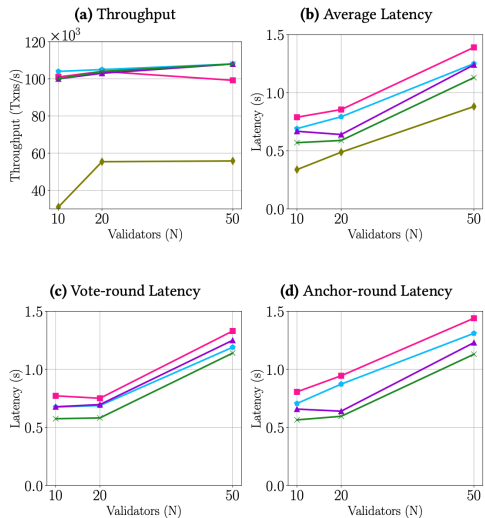 (a) Throughput
×10³
120
100
80
60
40
Throughput (Txns/s)
10 20 50
Validators (N)
(b) Average Latency
1.5
1.0
0.5
0.0
Latency (s)
10 20 50
Validators (N)
(c) Vote-round Latency
1.5
1.0
0.5
0.0
Latency (s)
10 20 50
Validators (N)
(d) Anchor-round Latency
1.5
1.0
0.5
0.0
Latency (s)
10 20 50
Validators (N)